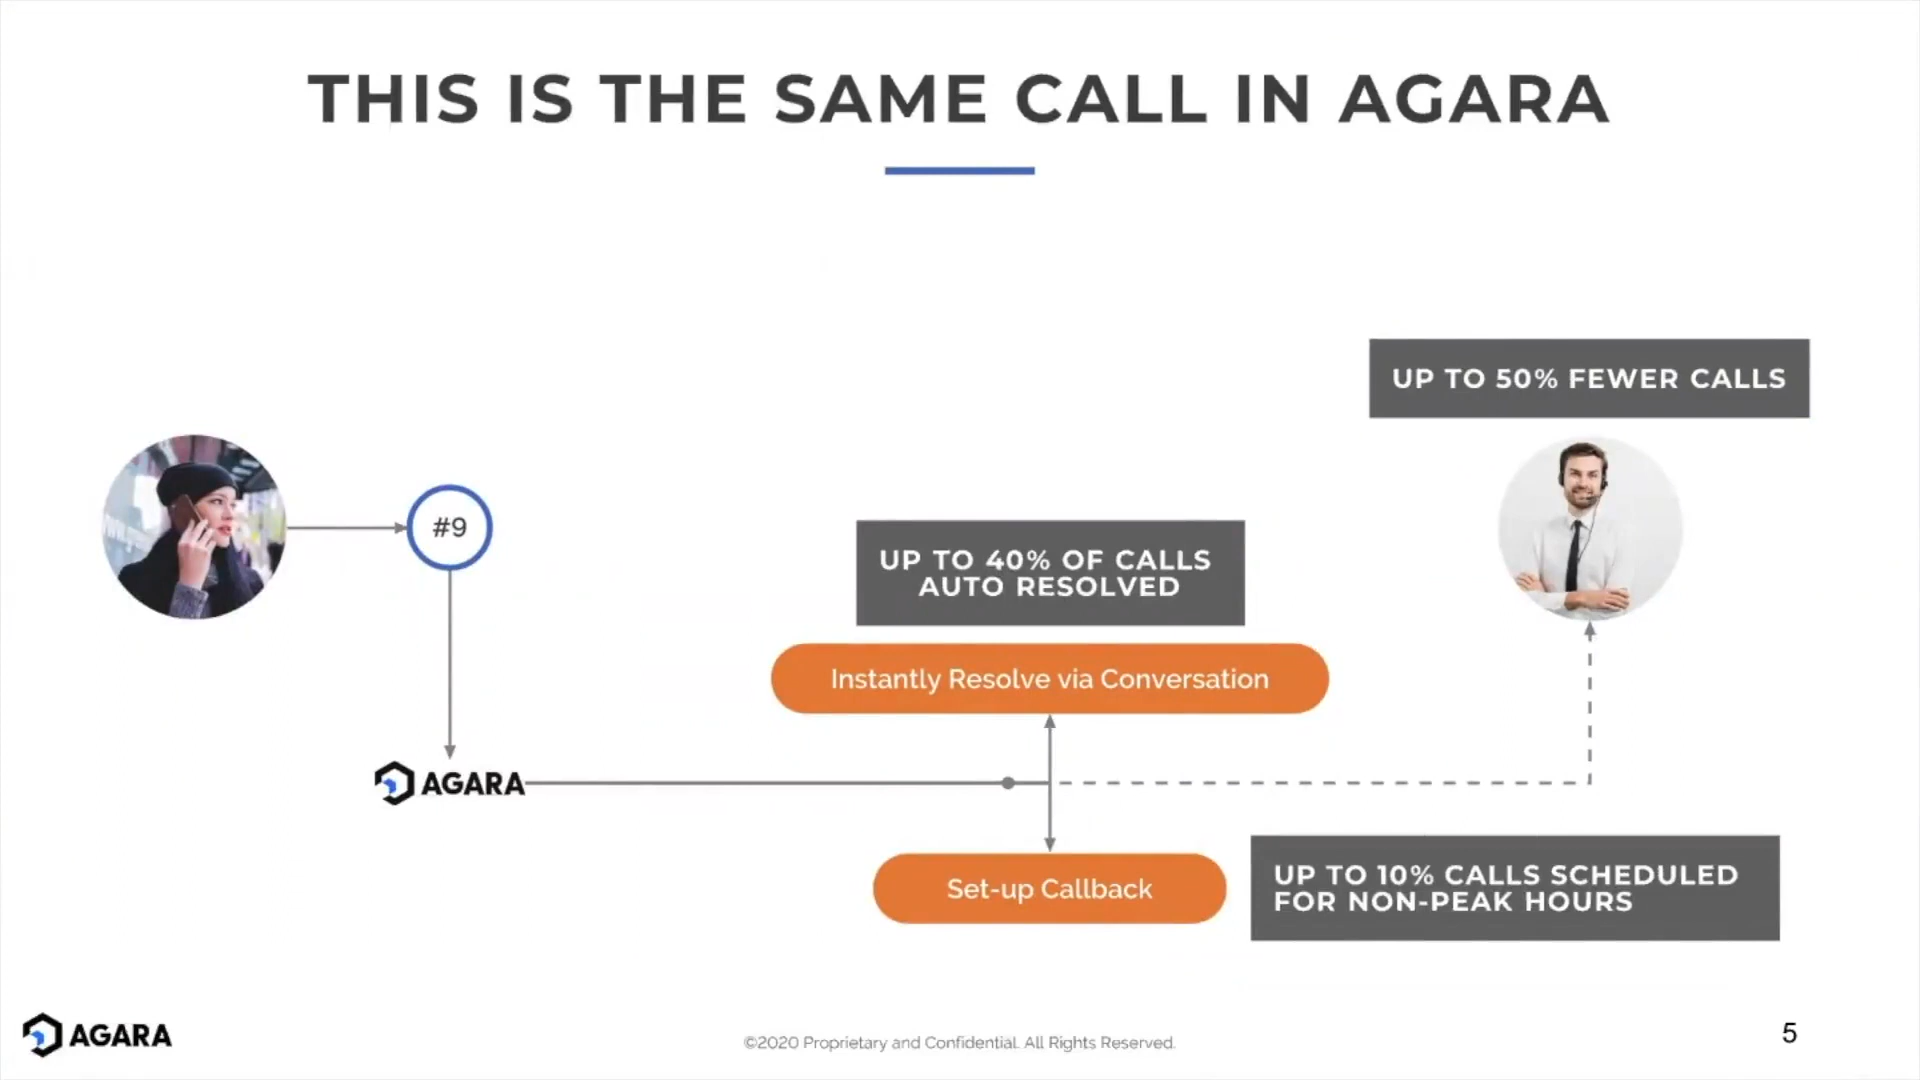 THIS IS THE SAME CALL IN AGARA
UP TO 50% FEWER CALLS
#9
UP TO 40% OF CALLS
AUTO RESOLVED
Instantly Resolve via Conversation
AGARA
Set-up Callback
UP TO 10% CALLS SCHEDULED
FOR NON-PEAK HOURS
AGARA
©2020 Proprietary and Confidential. All Rights Reserved.
5